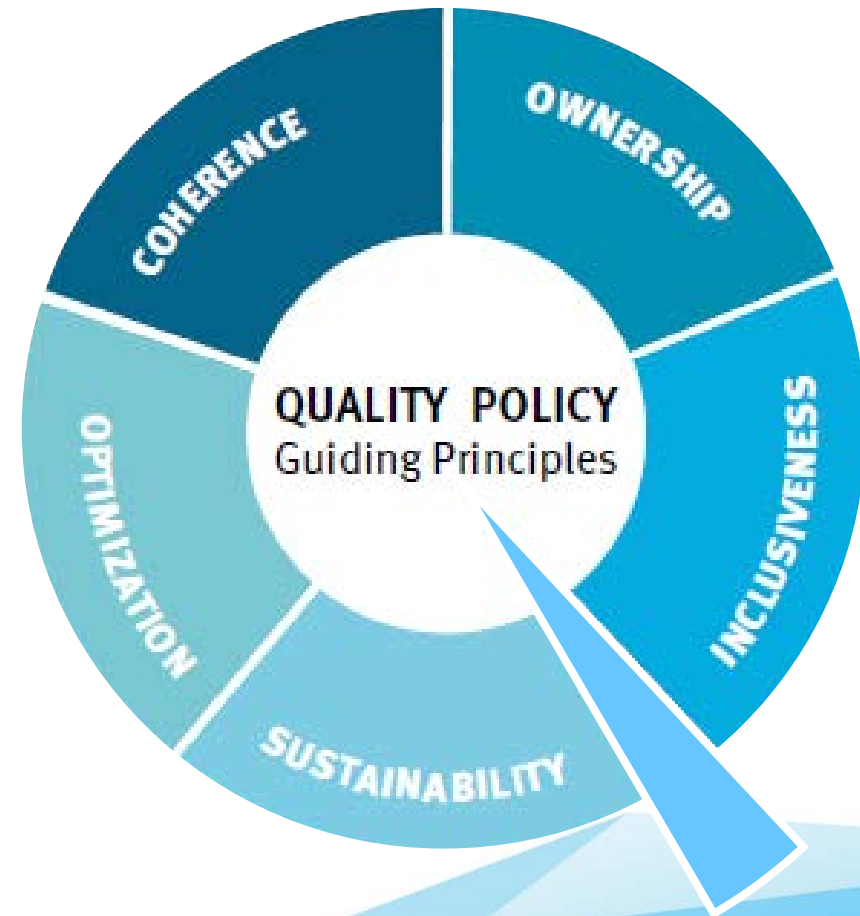 COHERENCE
OWNERSHIP
QUALITY POLICY
Guiding Principles
INCLUSIVENESS
OPTIMIZATION
SUSTAINABILITY